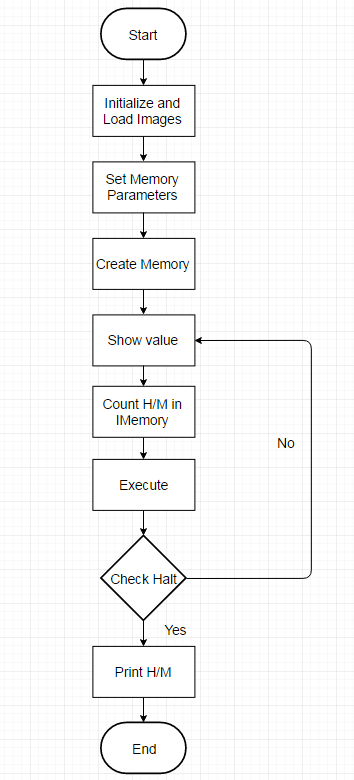 Start
Initialize and
Load Images
Set Memory
Parameters
Create Memory
Show value
Count H/M in
IMemory
No
Execute
Check Halt
Yes
Print H/M
End